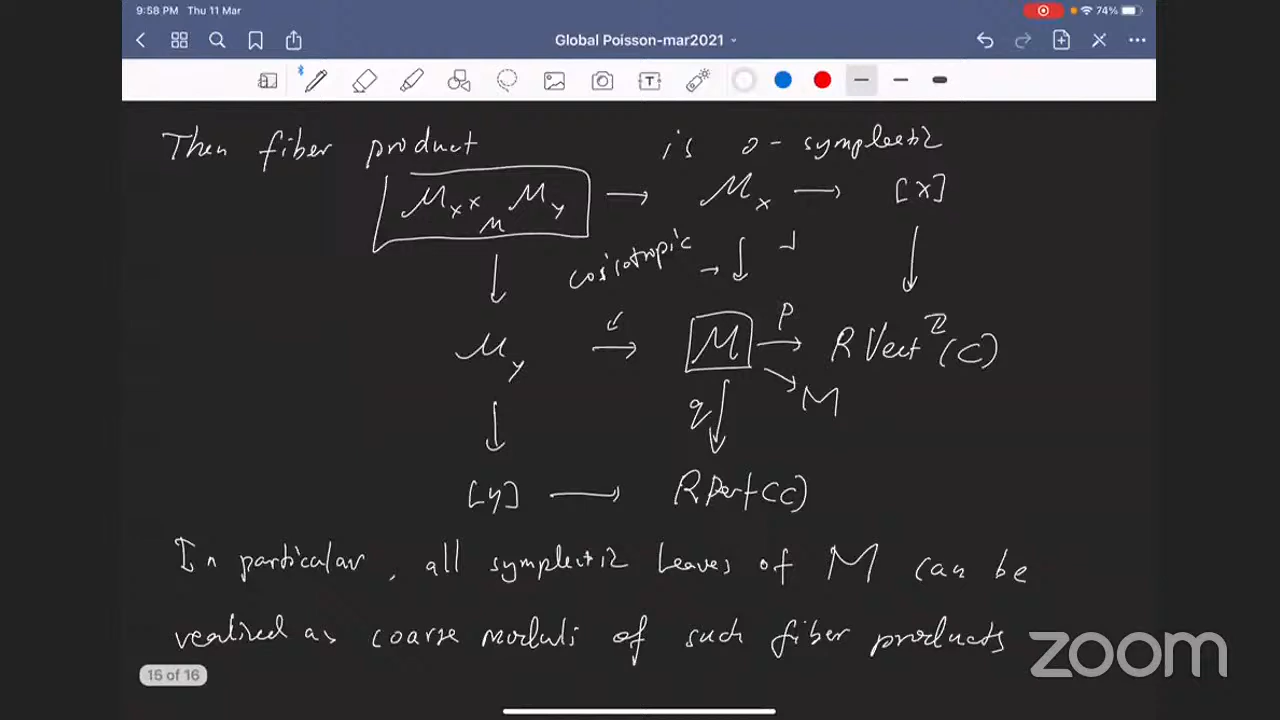 9:58 PM Thu 11 Mar
74%
Global Poisson-mar2021
Then fiber product is 0-symplectic
M_X ×_M M_Y → M_X → [X]
coisotropic
M_Y → M p → RVect^Z(C)
q M
[Y] → RPerf(C)
In particular, all symplectic leaves of M can be
realized as coarse moduli of such fiber products
15 of 16
zoom